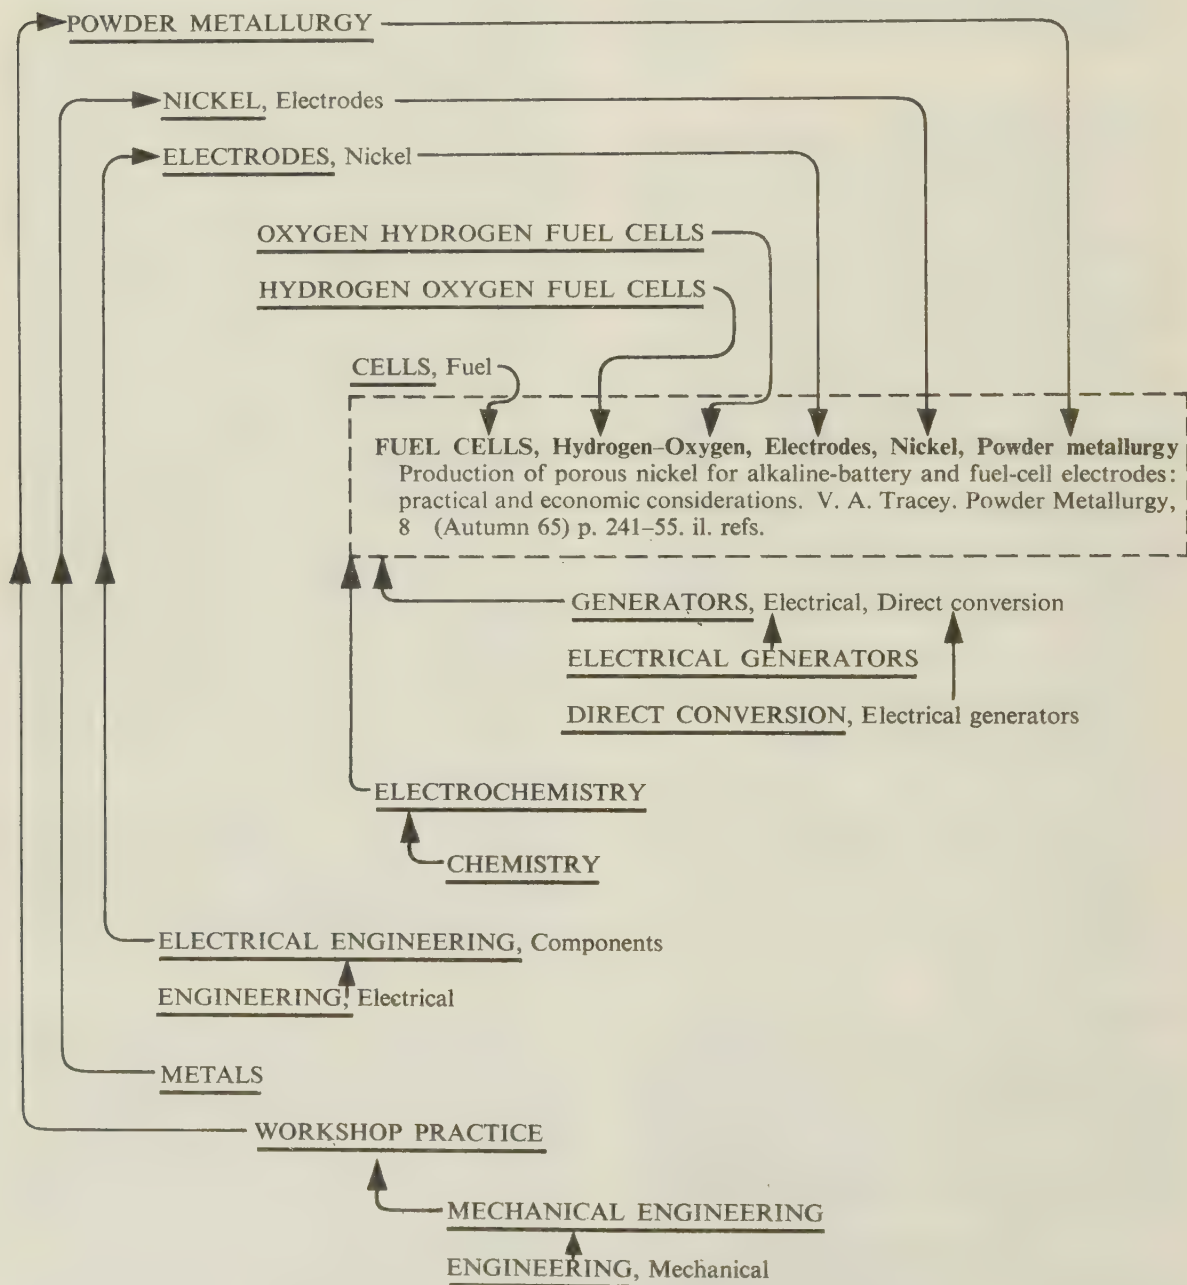 POWDER METALLURGY
NICKEL, Electrodes
ELECTRODES, Nickel
OXYGEN HYDROGEN FUEL CELLS
HYDROGEN OXYGEN FUEL CELLS
CELLS, Fuel
FUEL CELLS, Hydrogen–Oxygen, Electrodes, Nickel, Powder metallurgy
Production of porous nickel for alkaline-battery and fuel-cell electrodes:
practical and economic considerations. V. A. Tracey. Powder Metallurgy,
8 (Autumn 65) p. 241–55. il. refs.
GENERATORS, Electrical, Direct conversion
ELECTRICAL GENERATORS
DIRECT CONVERSION, Electrical generators
ELECTROCHEMISTRY
CHEMISTRY
ELECTRICAL ENGINEERING, Components
ENGINEERING, Electrical
METALS
WORKSHOP PRACTICE
MECHANICAL ENGINEERING
ENGINEERING, Mechanical